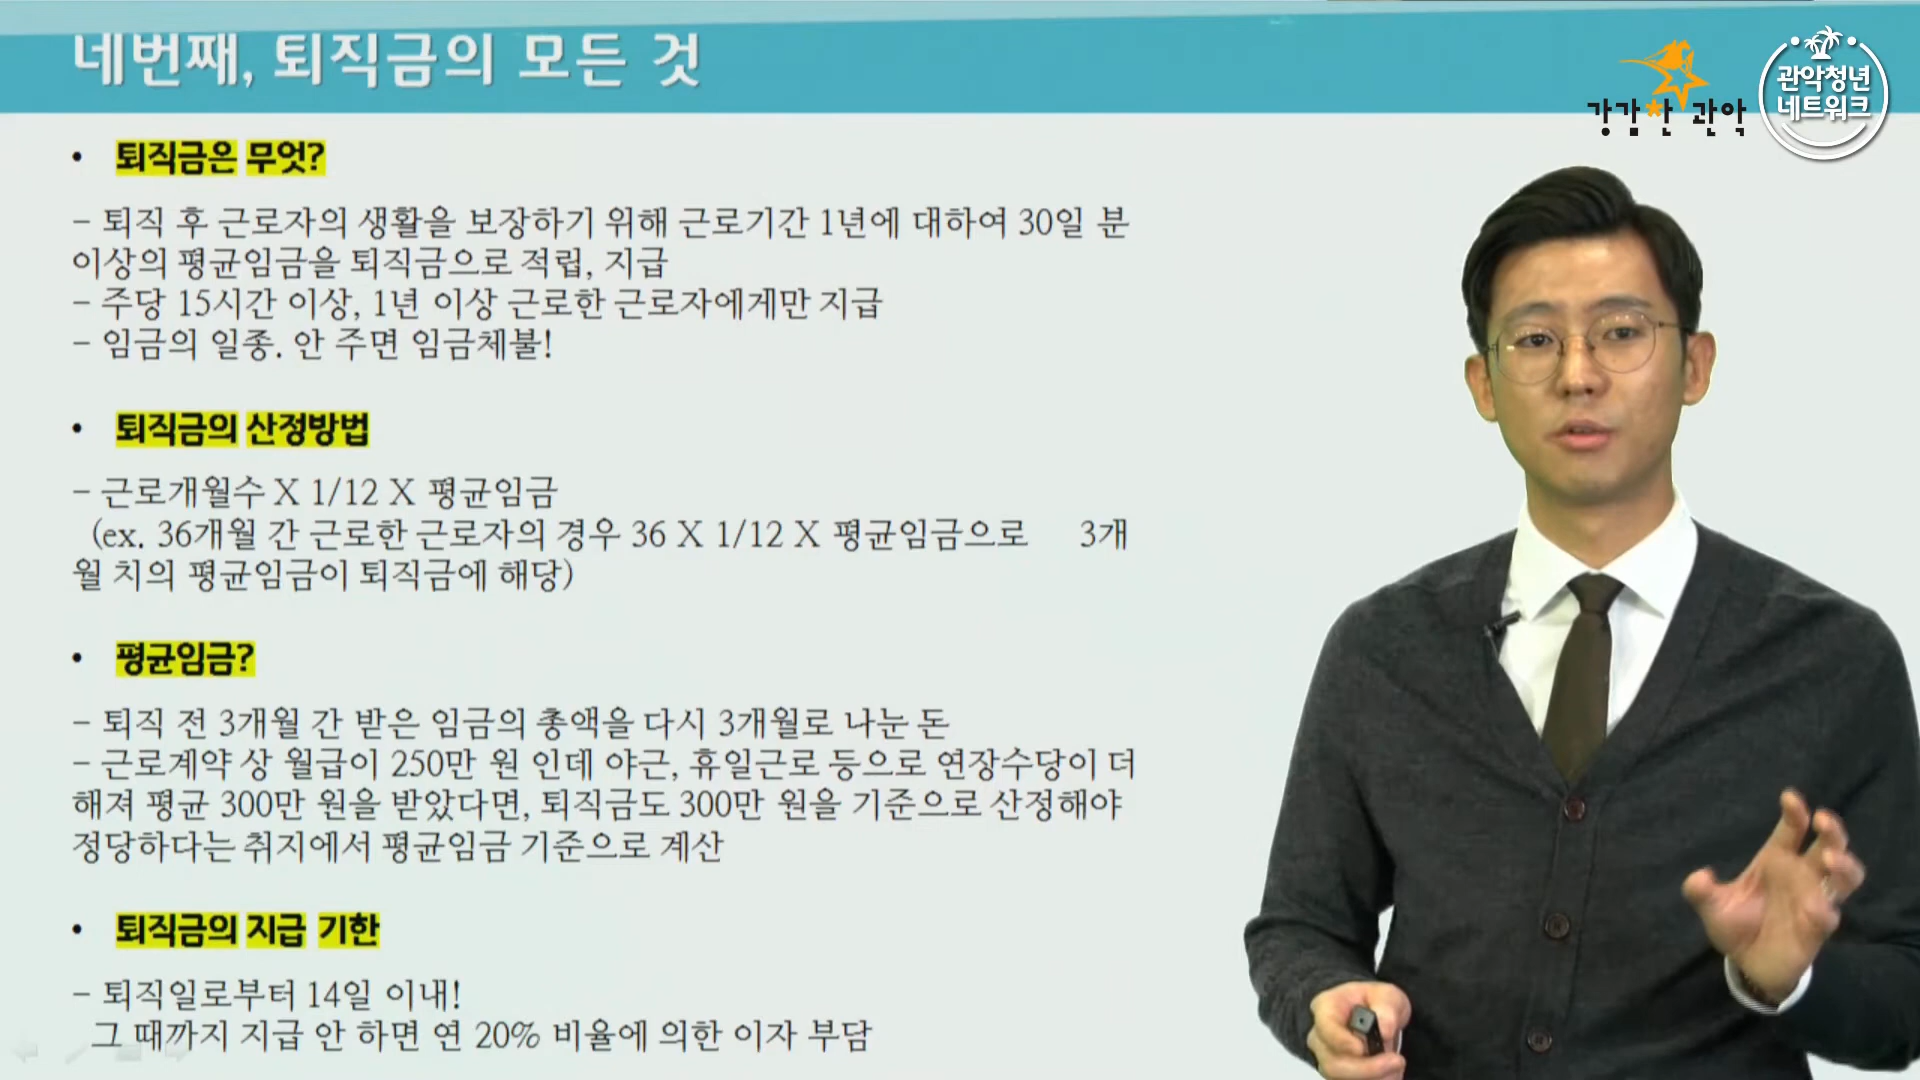 네번째, 퇴직금의 모든 것
강감찬 관악
관악청년
네트워크
• 퇴직금은 무엇?
- 퇴직 후 근로자의 생활을 보장하기 위해 근로기간 1년에 대하여 30일 분
이상의 평균임금을 퇴직금으로 적립, 지급
- 주당 15시간 이상, 1년 이상 근로한 근로자에게만 지급
- 임금의 일종. 안 주면 임금체불!
• 퇴직금의 산정방법
- 근로개월수 X 1/12 X 평균임금
(ex. 36개월 간 근로한 근로자의 경우 36 X 1/12 X 평균임금으로 3개
월 치의 평균임금이 퇴직금에 해당)
• 평균임금?
- 퇴직 전 3개월 간 받은 임금의 총액을 다시 3개월로 나눈 돈
- 근로계약 상 월급이 250만 원 인데 야근, 휴일근로 등으로 연장수당이 더
해져 평균 300만 원을 받았다면, 퇴직금도 300만 원을 기준으로 산정해야
정당하다는 취지에서 평균임금 기준으로 계산
• 퇴직금의 지급 기한
- 퇴직일로부터 14일 이내!
그 때까지 지급 안 하면 연 20% 비율에 의한 이자 부담